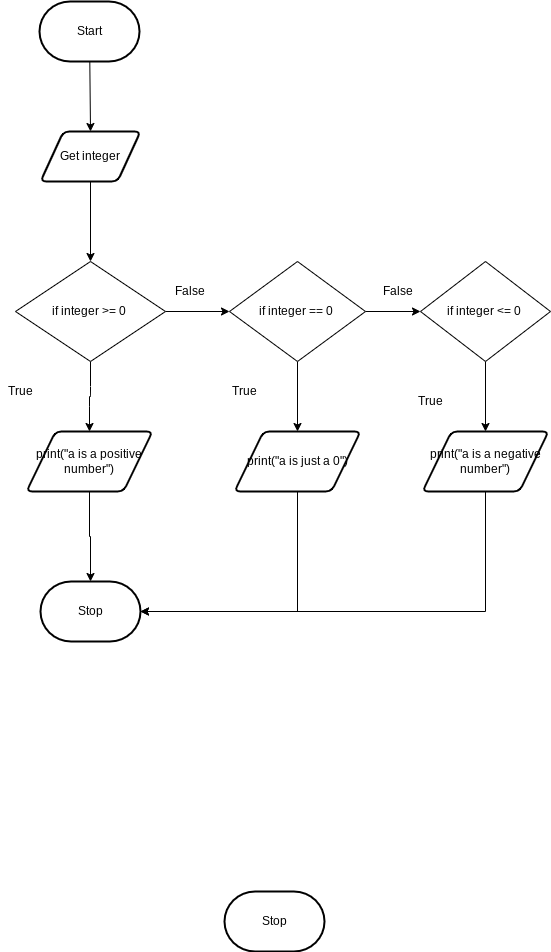 Start
Get integer
False
False
if integer >= 0
if integer == 0
if integer <= 0
True
True
True
print("a is a positive
number")
print("a is just a 0")
print("a is a negative
number")
Stop
Stop